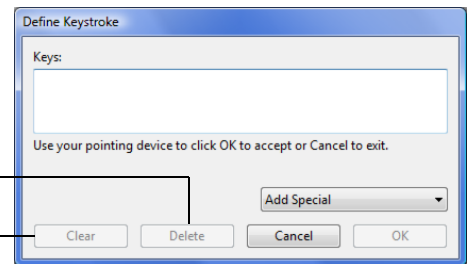 Define Keystroke
Keys:
Use your pointing device to click OK to accept or Cancel to exit.
Add Special
Clear Delete Cancel OK